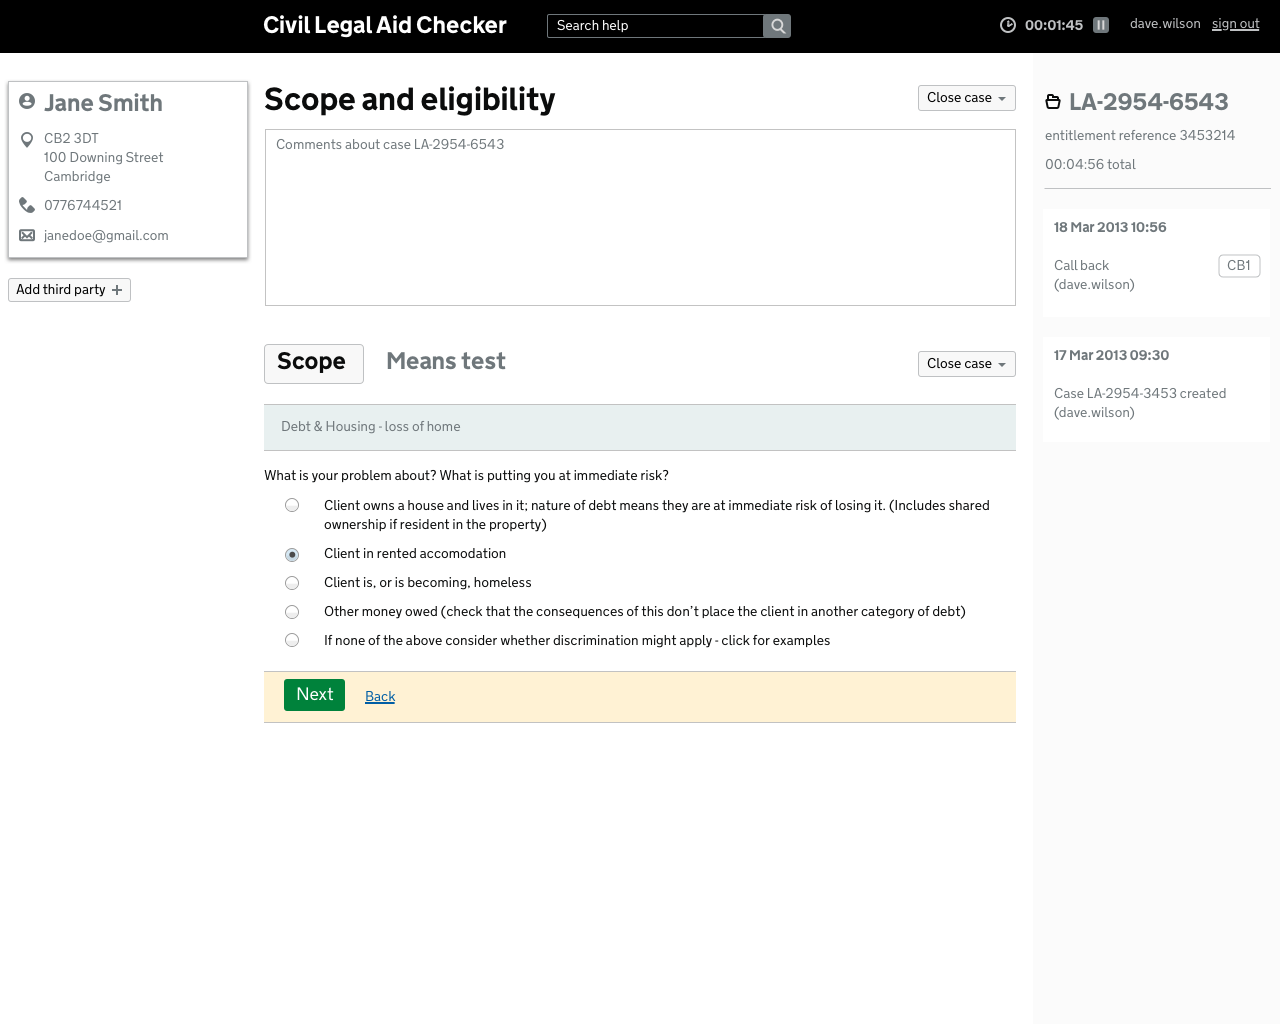 Civil Legal Aid Checker
Search help
00:01:45
dave.wilson
sign out
Jane Smith
CB2 3DT
100 Downing Street
Cambridge
0776744521
janedoe@gmail.com
Add third party
Scope and eligibility
Close case
Comments about case LA-2954-6543
Scope
Means test
Close case
Debt & Housing - loss of home
What is your problem about? What is putting you at immediate risk?
Client owns a house and lives in it; nature of debt means they are at immediate risk of losing it. (Includes shared
ownership if resident in the property)
Client in rented accomodation
Client is, or is becoming, homeless
Other money owed (check that the consequences of this don't place the client in another category of debt)
If none of the above consider whether discrimination might apply - click for examples
Next
Back
LA-2954-6543
entitlement reference 3453214
00:04:56 total
18 Mar 2013 10:56
Call back
CB1
(dave.wilson)
17 Mar 2013 09:30
Case LA-2954-3453 created
(dave.wilson)